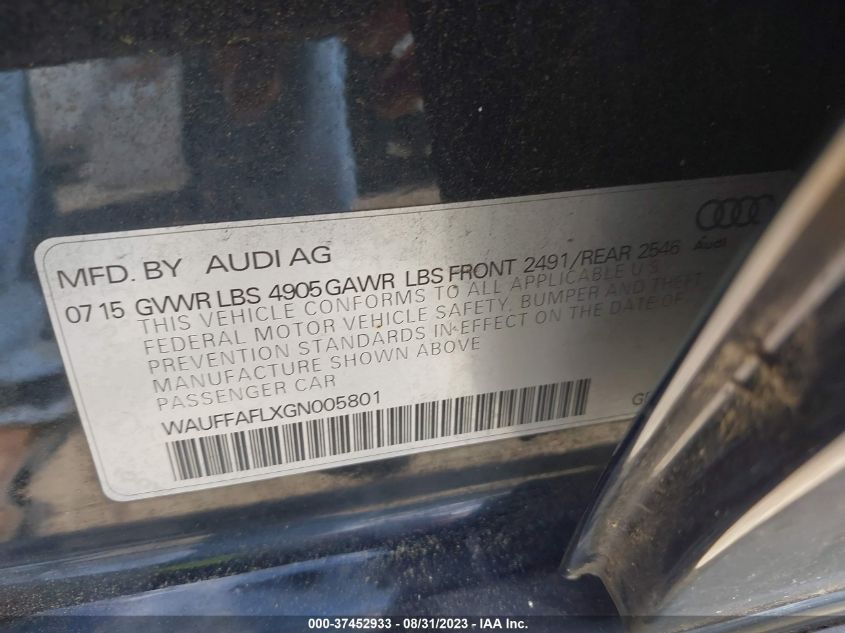 MFD. BY AUDI AG
07 15 GVWR LBS 4905 GAWR LBS FRONT 2491/REAR 2546
THIS VEHICLE CONFORMS TO ALL APPLICABLE U S
FEDERAL MOTOR VEHICLE SAFETY, BUMPER AND THEFT
PREVENTION STANDARDS IN EFFECT ON THE DATE OF
MANUFACTURE SHOWN ABOVE
PASSENGER CAR
WAUFFAFLXGN005801
Audi
000-37452933 - 08/31/2023 - © IAA Inc.